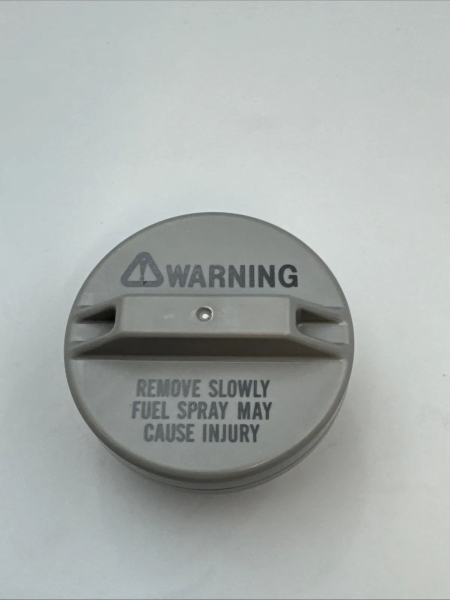 WARNING
REMOVE SLOWLY
FUEL SPRAY MAY
CAUSE INJURY